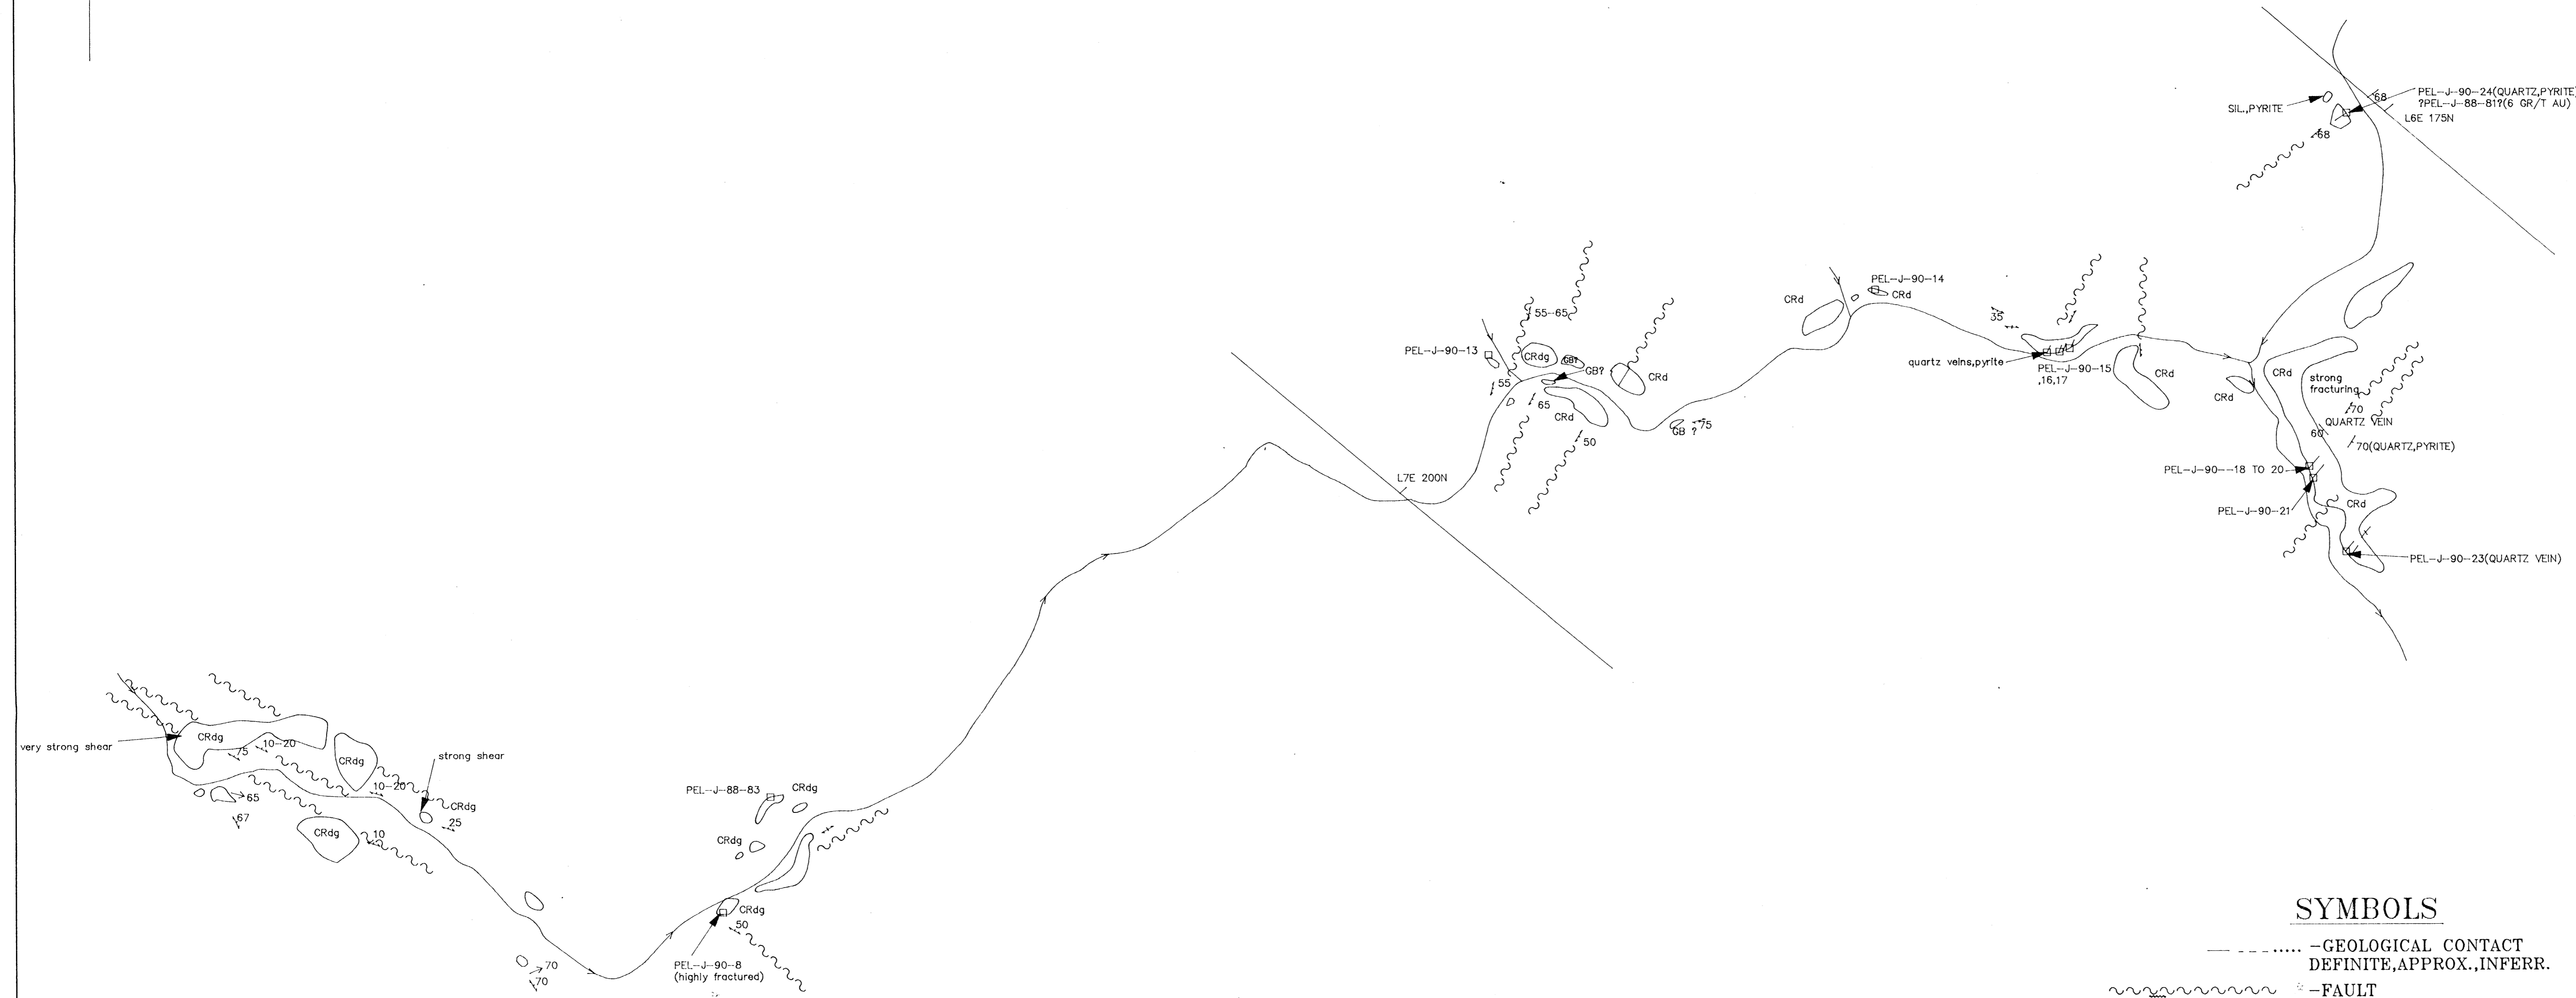 PEL-J-90-24(QUARTZ,PYRITE)
?PEL-J-88-81?(6 GR/T AU)
68
L6E 175N
SIL.,PYRITE
68
PEL-J-90-14
CRd
CRd
55-65
35
PEL-J-90-13
CRdg
GB?
GB?
CRd
55
65
CRd
50
GB ?
75
quartz veins,pyrite
PEL-J-90-15
,16,17
CRd
CRd
CRd
strong
fracturing
70
QUARTZ VEIN
60
70(QUARTZ,PYRITE)
PEL-J-90--18 TO 20
PEL-J-90-21
CRd
PEL-J-90-23(QUARTZ VEIN)
L7E 200N
very strong shear
CRdg
75
10-20
CRdg
strong shear
10-20
CRdg
25
65
67
CRdg
10
PEL-J-88-83
CRdg
CRdg
CRdg
50
PEL-J-90-8
(highly fractured)
70
70
SYMBOLS
-GEOLOGICAL CONTACT
DEFINITE,APPROX.,INFERR.
-FAULT